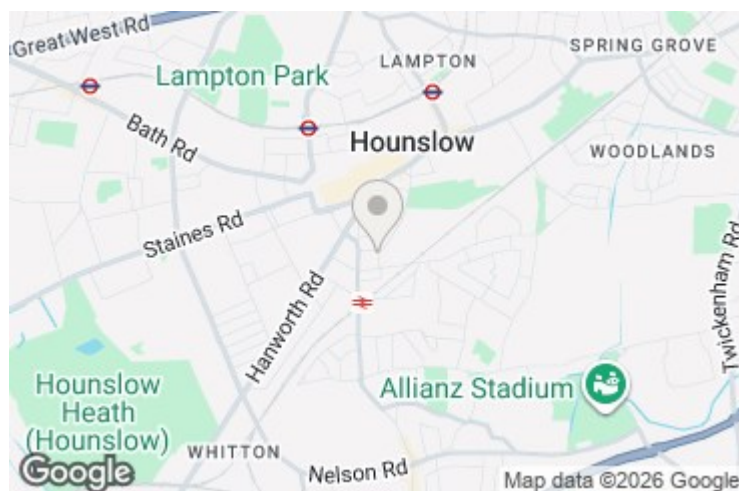 Great West Rd
SPRING GROVE
LAMPTON
Lampton Park
Bath Rd
Hounslow
WOODLANDS
Staines Rd
Twickenham Rd
Hanworth Rd
Allianz Stadium
Hounslow
Heath
(Hounslow)
WHITTON
Nelson Rd
Google
Map data ©2026 Google